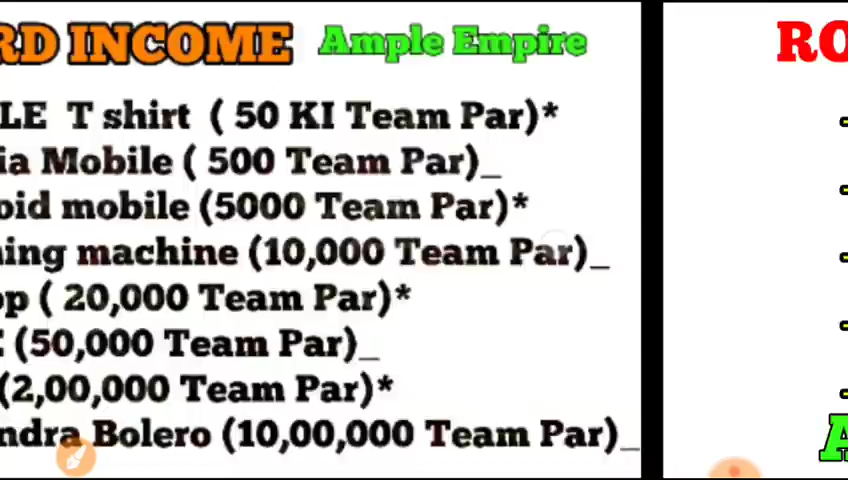 RD INCOME Ample Empire
LE T shirt ( 50 KI Team Par)*
ia Mobile ( 500 Team Par)_
oid mobile (5000 Team Par)*
ning machine (10,000 Team Par)_
op ( 20,000 Team Par)*
(50,000 Team Par)_
(2,00,000 Team Par)*
ndra Bolero (10,00,000 Team Par)_
RO
A